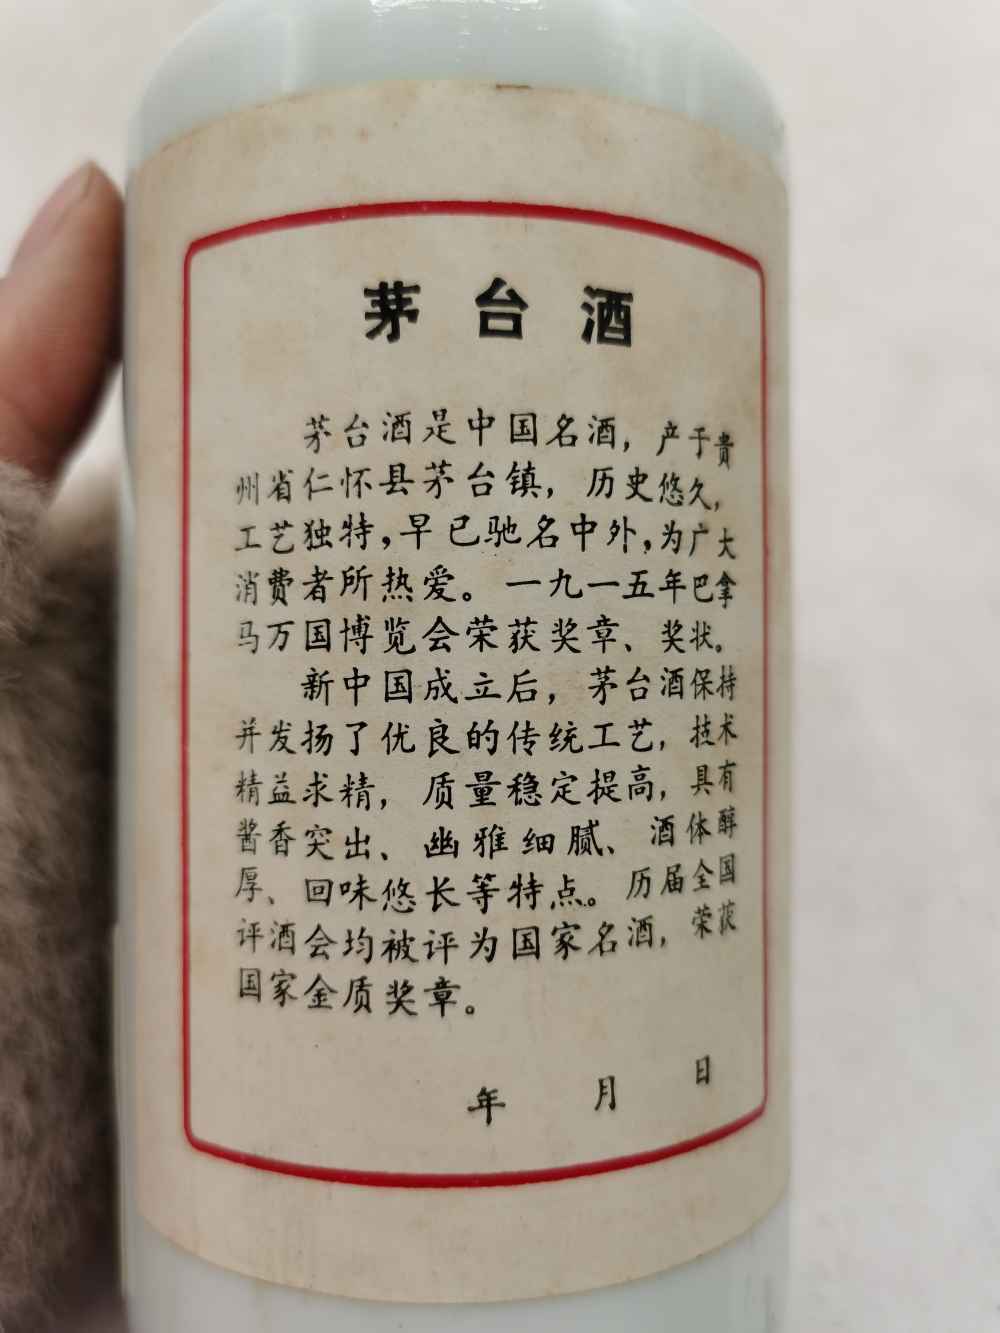 茅台酒
茅台酒是中国名酒，产于贵
州省仁怀县茅台镇，历史悠久，
工艺独特，早已驰名中外，为广大
消费者所热爱。一九一五年巴拿
马万国博览会荣获奖章、奖状。
新中国成立后，茅台酒保持
并发扬了优良的传统工艺，技术
精益求精，质量稳定提高，具有
酱香突出、幽雅细腻、酒体醇
厚、回味悠长等特点。历届全国
评酒会均被评为国家名酒，荣获
国家金质奖章。
年 月 日